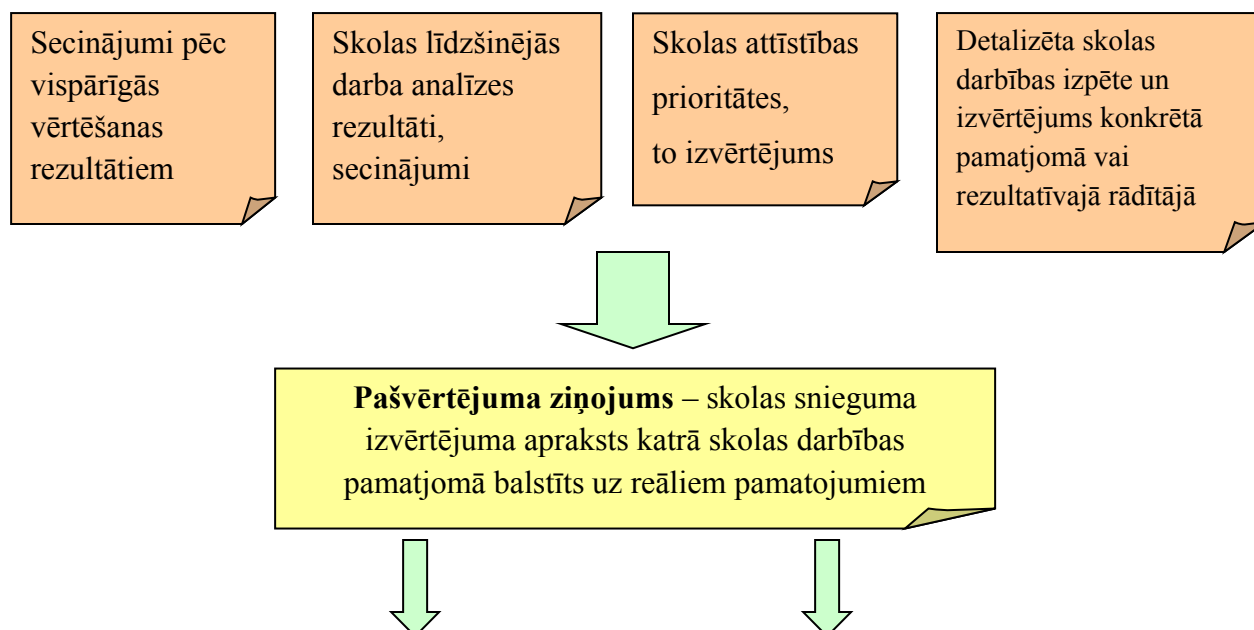 Secinājumi pēc
vispārīgās
vērtēšanas
rezultātiem
Skolas līdzšinējās
darba analīzes
rezultāti,
secinājumi
Skolas attīstības
prioritātes,
to izvērtējums
Detalizēta skolas
darbības izpēte un
izvērtējums konkrētā
pamatjomā vai
rezultatīvajā rādītājā
Pašvērtējuma ziņojums – skolas snieguma
izvērtējuma apraksts katrā skolas darbības
pamatjomā balstīts uz reāliem pamatojumiem